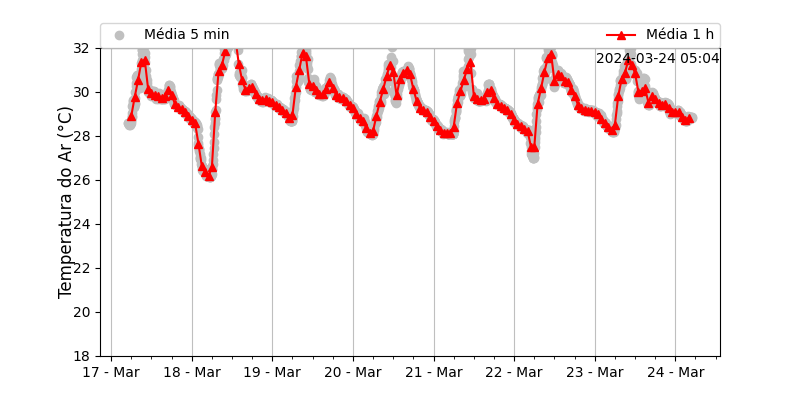 Média 5 min
Média 1 h
2024-03-24 05:04
Temperatura do Ar (°C)
32
30
28
26
24
22
20
18
17 - Mar
18 - Mar
19 - Mar
20 - Mar
21 - Mar
22 - Mar
23 - Mar
24 - Mar